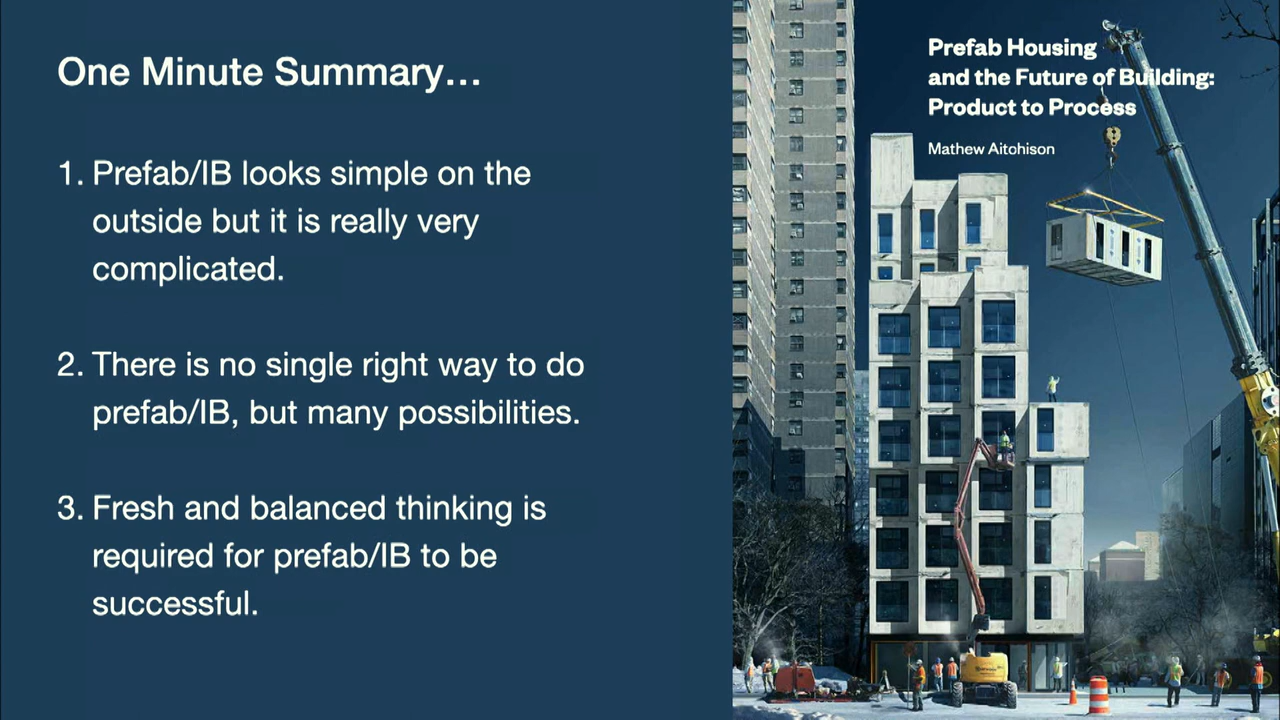 One Minute Summary...
1. Prefab/IB looks simple on the
outside but it is really very
complicated.
2. There is no single right way to do
prefab/IB, but many possibilities.
3. Fresh and balanced thinking is
required for prefab/IB to be
successful.
Prefab Housing
and the Future of Building:
Product to Process
Mathew Aitohison